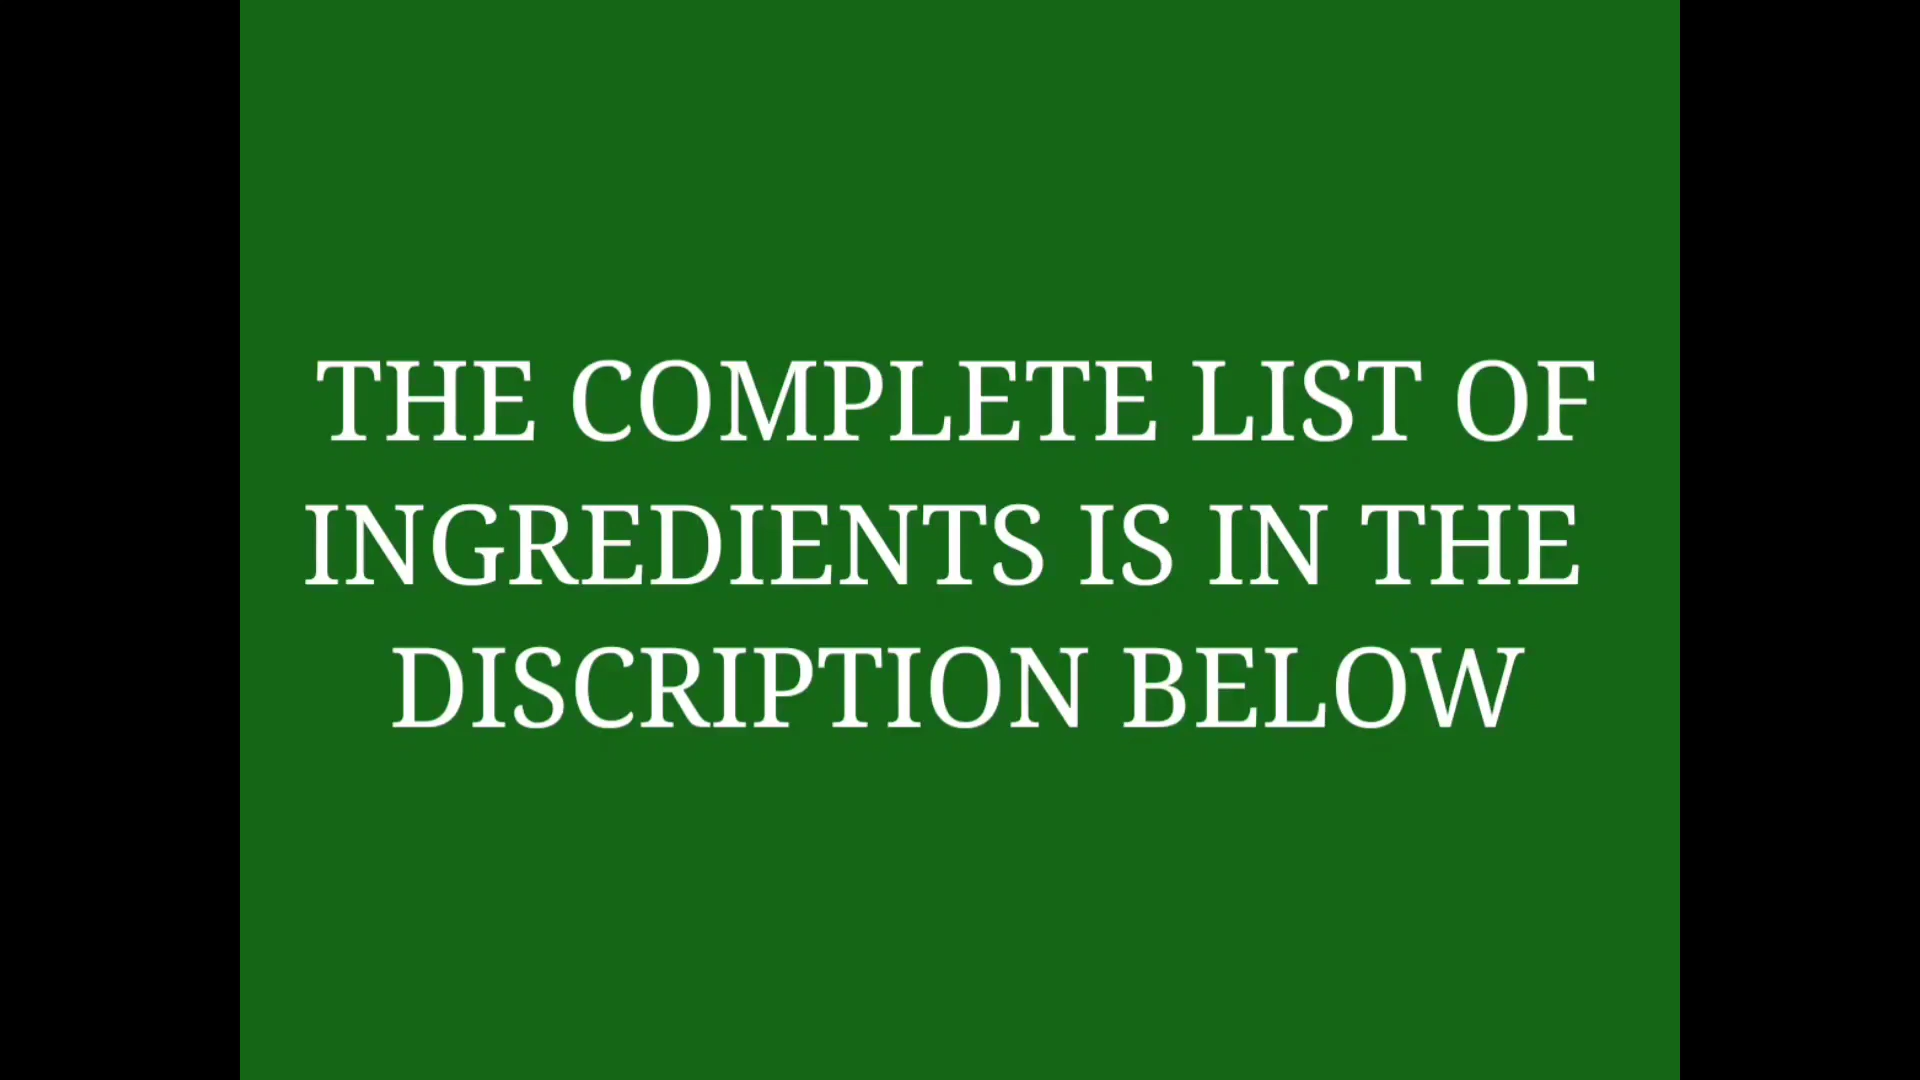 THE COMPLETE LIST OF
INGREDIENTS IS IN THE
DISCRIPTION BELOW